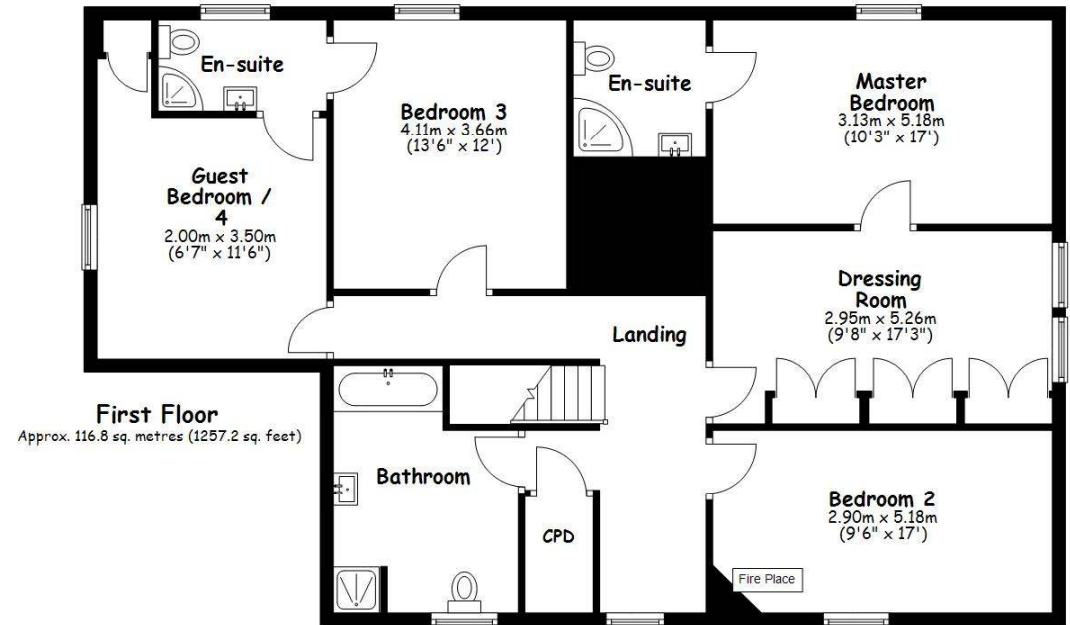 En-suite
Bedroom 3
4.11m x 3.66m
(13'6" x 12')
En-suite
Master
Bedroom
3.13m x 5.18m
(10'3" x 17')
Guest
Bedroom /
4
2.00m x 3.50m
(6'7" x 11'6")
Dressing
Room
2.95m x 5.26m
(9'8" x 17'3")
Landing
First Floor
Approx. 116.8 sq. metres (1257.2 sq. feet)
Bathroom
CPD
Bedroom 2
2.90m x 5.18m
(9'6" x 17')
Fire Place